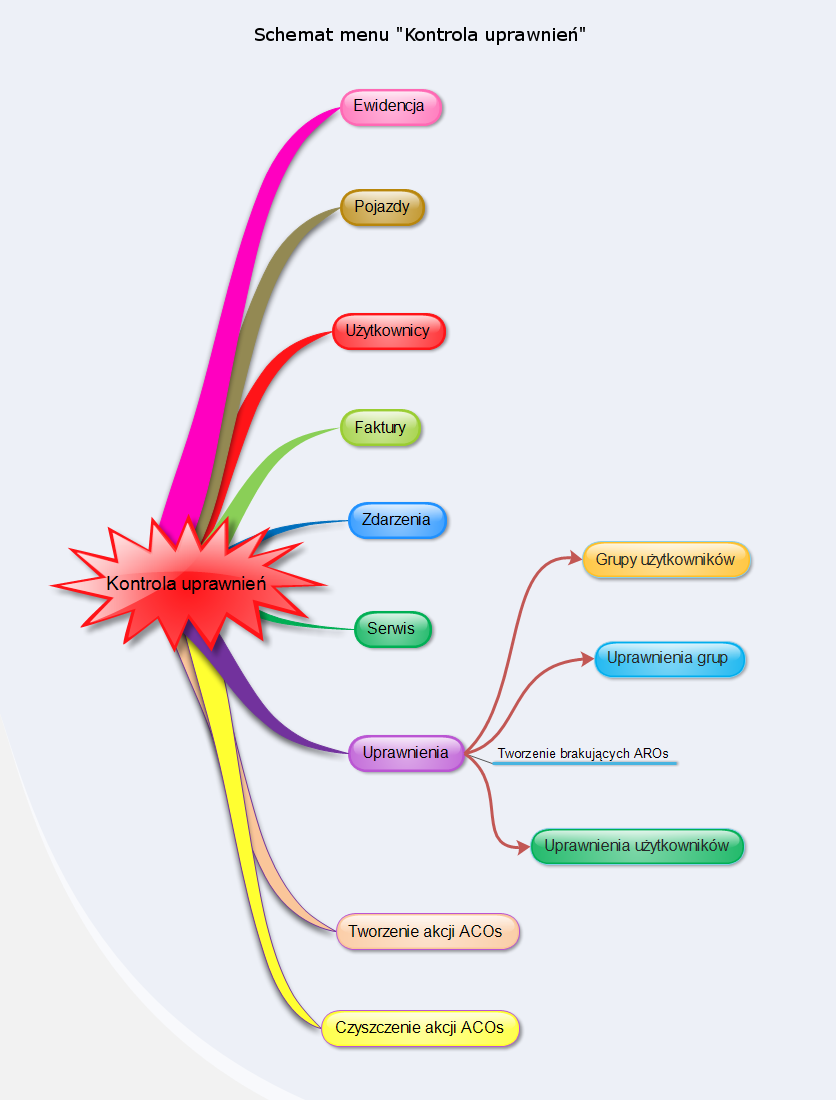 Schemat menu "Kontrola uprawnień"
Ewidencja
Pojazdy
Użytkownicy
Faktury
Zdarzenia
Grupy użytkowników
Kontrola uprawnień
Serwis
Uprawnienia grup
Uprawnienia
Tworzenie brakujących AROs
Uprawnienia użytkowników
Tworzenie akcji ACOs
Czyszczenie akcji ACOs